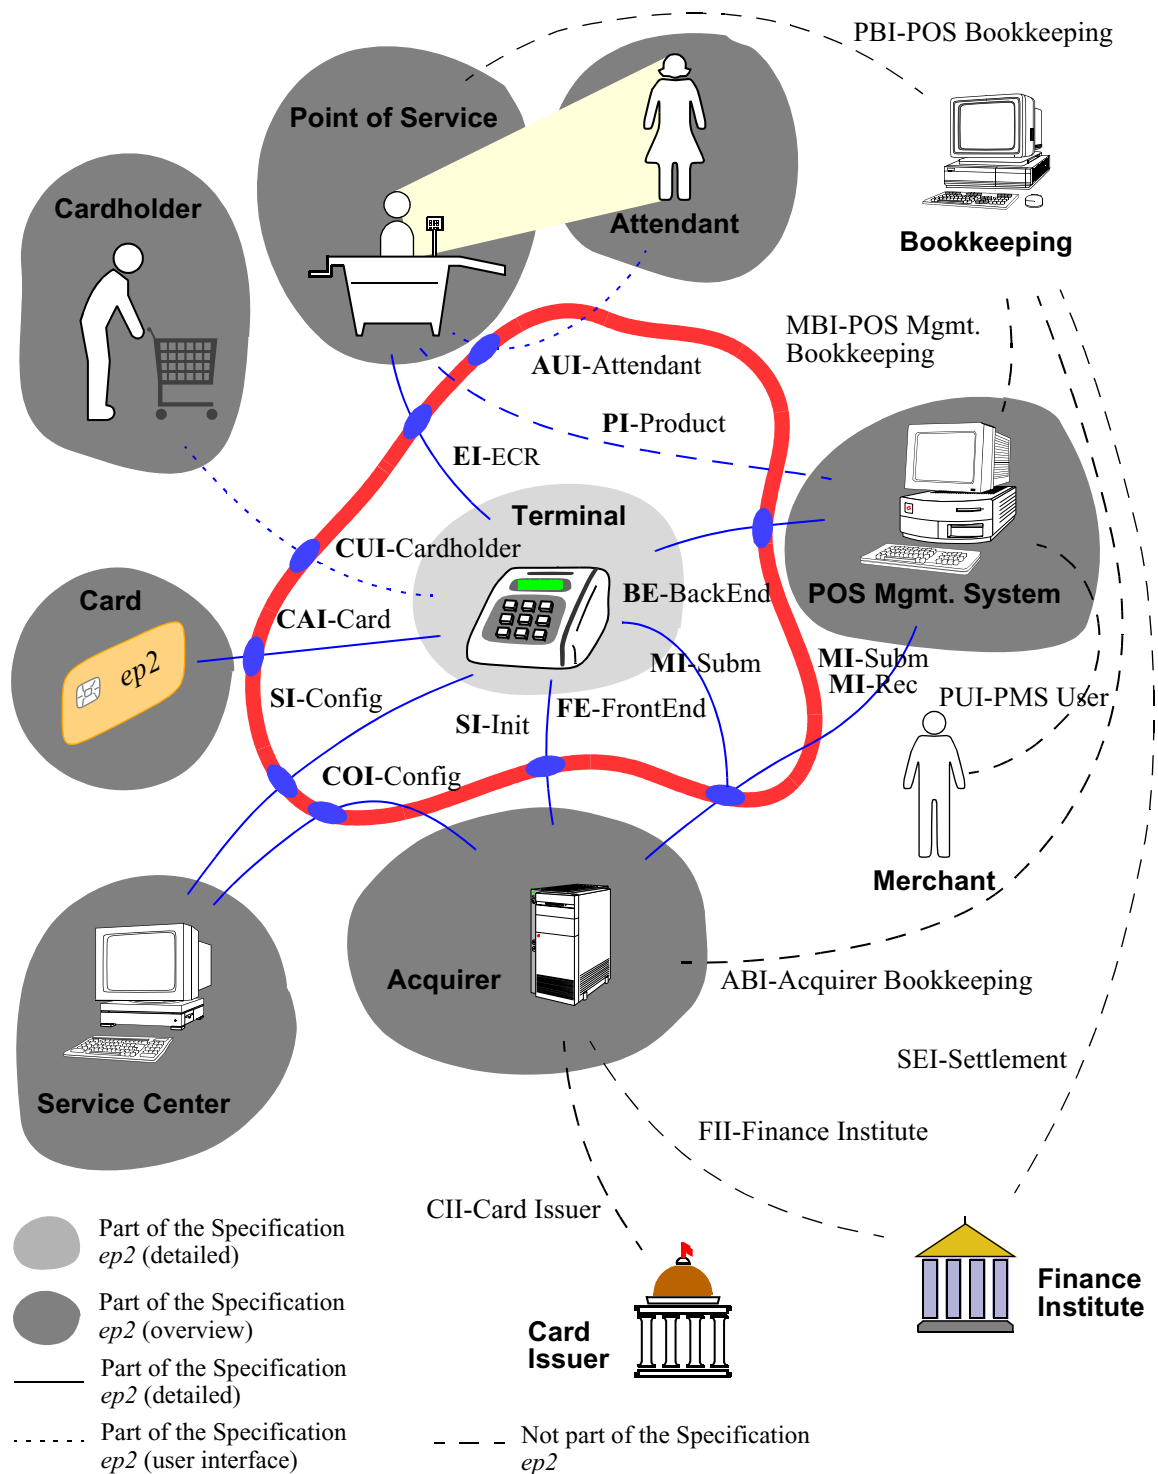 PBI-POS Bookkeeping
Point of Service
Cardholder
Attendant
Bookkeeping
MBI-POS Mgmt.
Bookkeeping
AUI-Attendant
PI-Product
EI-ECR
Terminal
CUI-Cardholder
BE-BackEnd
POS Mgmt. System
Card
ep2
CAI-Card
MI-Subm
MI-Subm
MI-Rec
SI-Config
FE-FrontEnd
SI-Init
PUI-PMS User
COI-Config
Merchant
Acquirer
ABI-Acquirer Bookkeeping
SEI-Settlement
Service Center
FII-Finance Institute
CII-Card Issuer
Finance
Institute
Card
Issuer
Part of the Specification
ep2 (detailed)
Part of the Specification
ep2 (overview)
Part of the Specification
ep2 (detailed)
Part of the Specification
ep2 (user interface)
Not part of the Specification
ep2